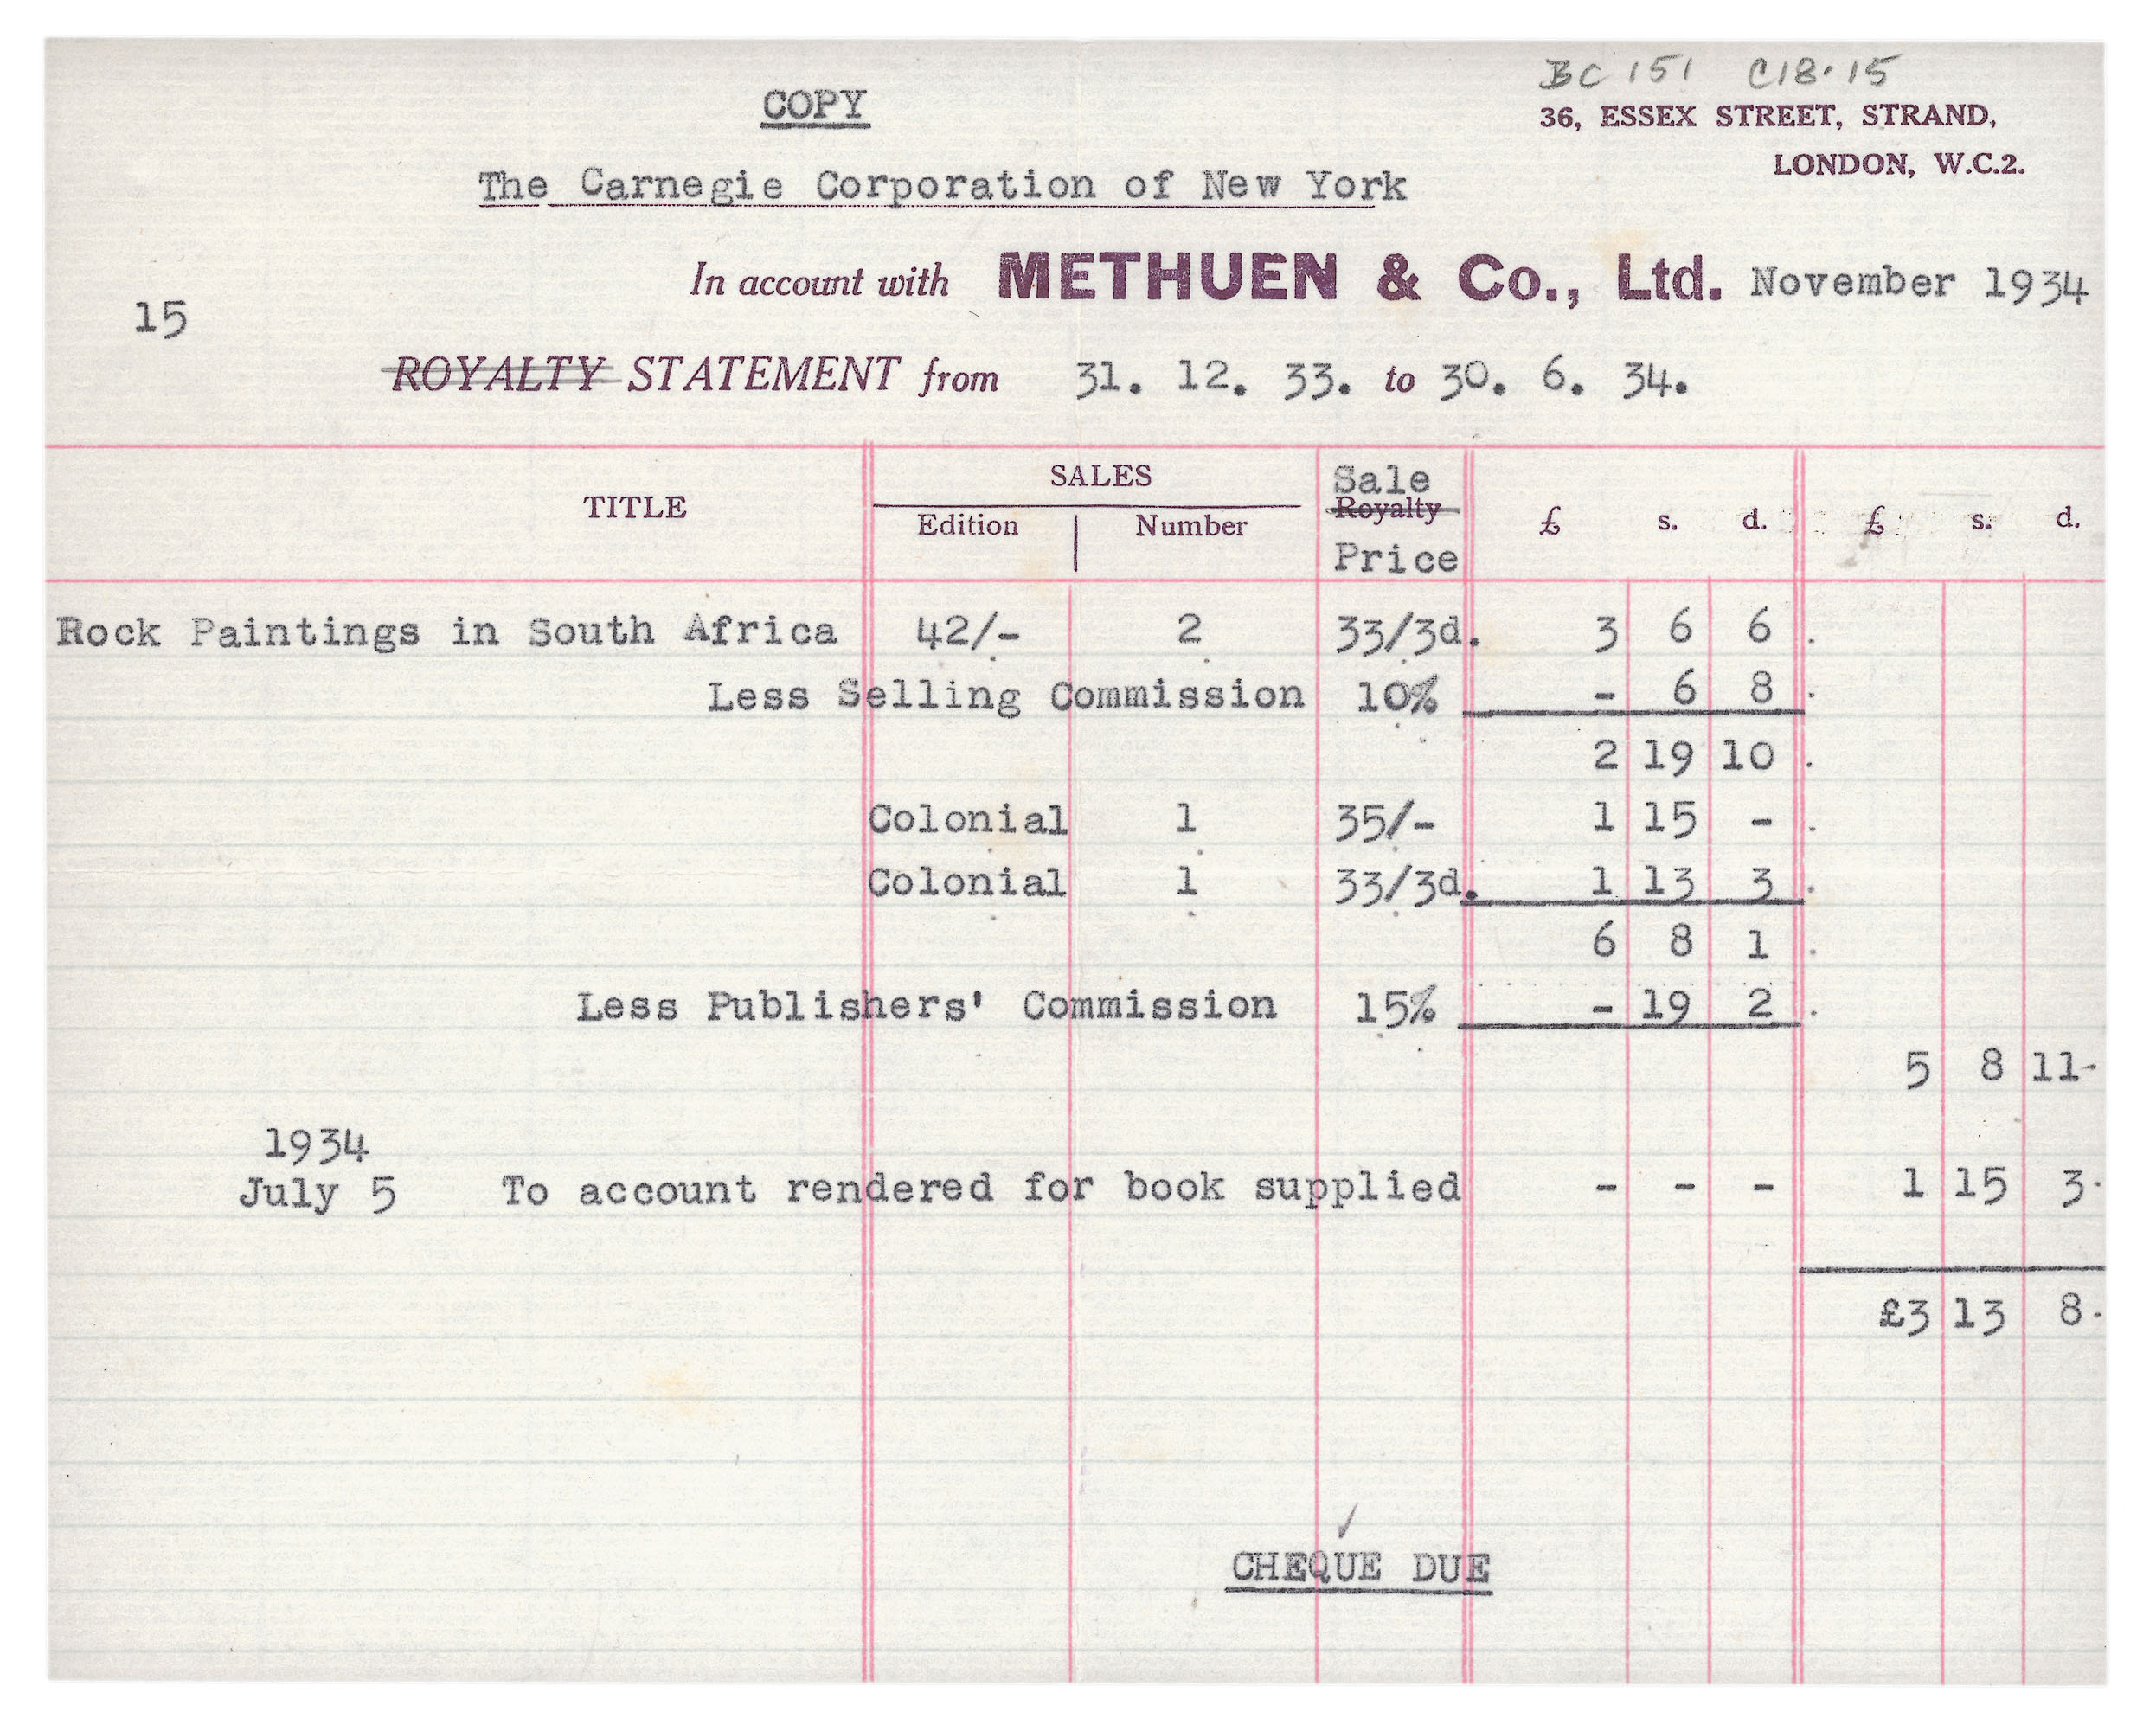 BC 151 C18.15
COPY
36, ESSEX STREET, STRAND,
LONDON, W.C.2.
The Carnegie Corporation of New York
In account with METHUEN & Co., Ltd. November 1934
15
ROYALTY STATEMENT from 31. 12. 33. to 30. 6. 34.
TITLE SALES Sale
Edition Number Royalty £ s. d. £ s. d.
Price
Rock Paintings in South Africa 42/- 2 33/3d. 3 6 6
Less Selling Commission 10% - 6 8
2 19 10
Colonial 1 35/- 1 15 -
Colonial 1 33/3d. 1 13 3
6 8 1
Less Publishers' Commission 15% - 19 2
5 8 11
1934
July 5 To account rendered for book supplied - - - 1 15 3
£3 13 8
CHEQUE DUE